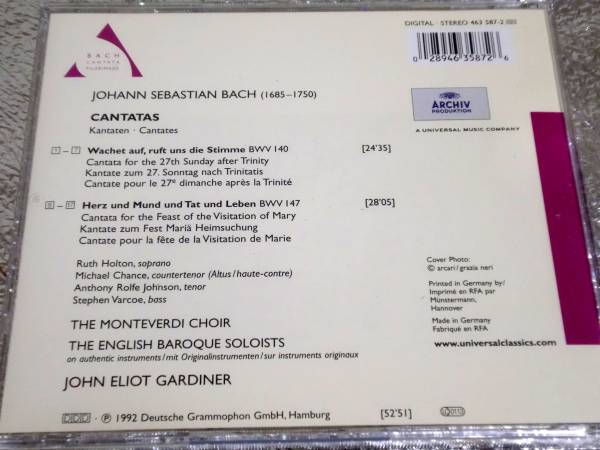 DIGITAL · STEREO 463 587-2
0 28946 35872 6
BACH
CANTATA
PILGRIMAGE
JOHANN SEBASTIAN BACH (1685–1750)
CANTATAS
Kantaten · Cantates
ARCHIV
PRODUKTION
A UNIVERSAL MUSIC COMPANY
1 – 7 Wachet auf, ruft uns die Stimme BWV 140 [24'35]
Cantata for the 27th Sunday after Trinity
Kantate zum 27. Sonntag nach Trinitatis
Cantate pour le 27e dimanche après la Trinité
8 – 17 Herz und Mund und Tat und Leben BWV 147 [28'05]
Cantata for the Feast of the Visitation of Mary
Kantate zum Fest Mariä Heimsuchung
Cantate pour la fête de la Visitation de Marie
Ruth Holton, soprano
Michael Chance, countertenor (Altus/haute-contre)
Anthony Rolfe Johnson, tenor
Stephen Varcoe, bass
THE MONTEVERDI CHOIR
THE ENGLISH BAROQUE SOLOISTS
on authentic instruments/mit Originalinstrumenten/sur instruments originaux
JOHN ELIOT GARDINER
Cover Photo:
© arcari/grazia neri
Printed in Germany by/
Imprimé en RFA par
Münstermann,
Hannover
Made in Germany
Fabriqué en RFA
www.universalclassics.com
DDD · ℗ 1992 Deutsche Grammophon GmbH, Hamburg [52'51]